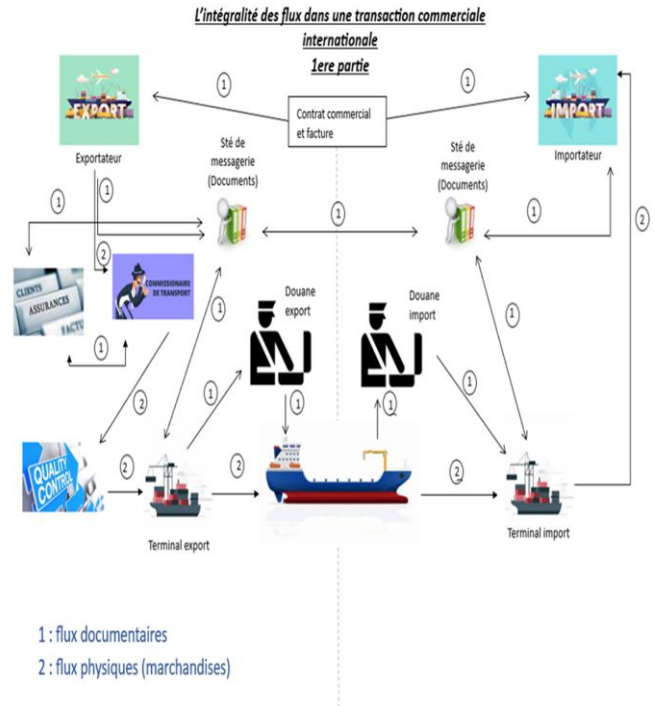 L'intégralité des flux dans une transaction commerciale
internationale
1ere partie
1
1
EXPORT
Contrat commercial
et facture
IMPORT
Exportateur
Sté de
messagerie
(Documents)
Sté de
messagerie
(Documents)
Importateur
1
1
1
1
2
2
CLIENTS
ASSURANCES
FACTU
COMMISSIONAIRE
DE TRANSPORT
Douane
export
Douane
import
1
1
1
1
1
1
1
2
QUALITY
CONTROL
2
2
2
Terminal export
Terminal import
1 : flux documentaires
2 : flux physiques (marchandises)